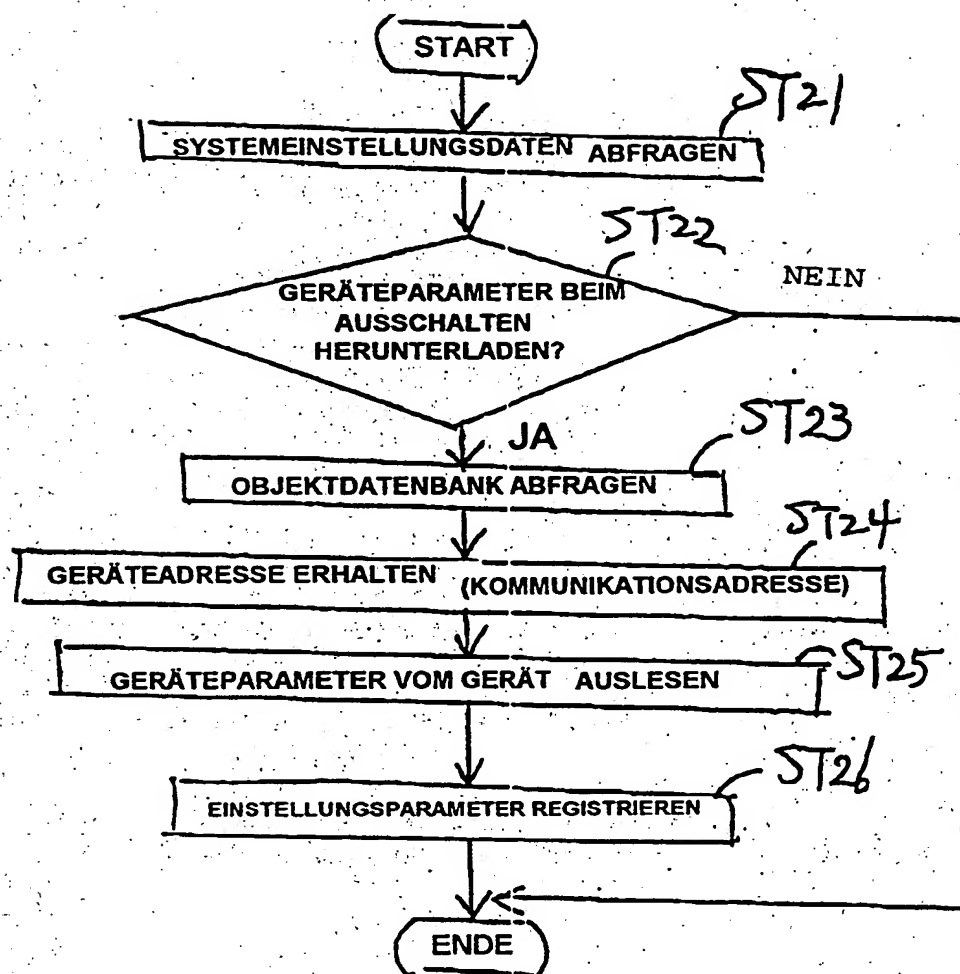 START
ST21
SYSTEMEINSTELLUNGSDATEN ABFRAGEN
ST22
NEIN
GERÄTEPARAMETER BEIM
AUSSCHALTEN
HERUNTERLADEN?
JA
ST23
OBJEKTDATENBANK ABFRAGEN
ST24
GERÄTEADRESSE ERHALTEN (KOMMUNIKATIONSADRESSE)
ST25
GERÄTEPARAMETER VOM GERÄT AUSLESEN
ST26
EINSTELLUNGSPARAMETER REGISTRIEREN
ENDE